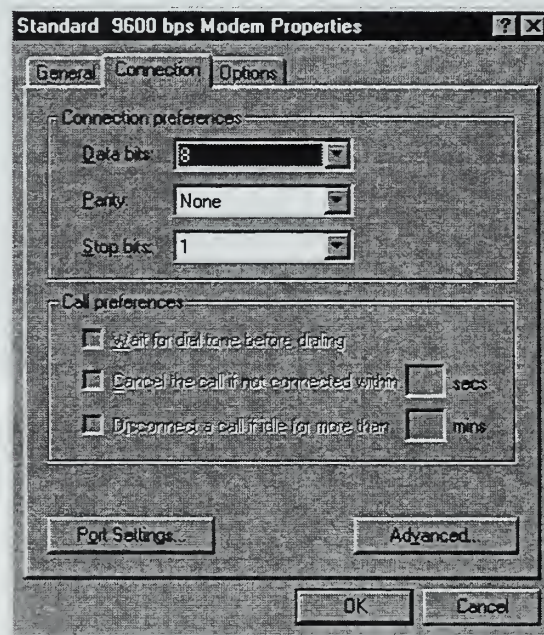 Standard 9600 bps Modem Properties
General Connection Options
Connection preferences
Data bits: 8
Parity: None
Stop bits: 1
Call preferences
Wait for dial tone before dialing
Cancel the call if not connected within secs
Disconnect a call if idle for more than mins
Port Settings...
Advanced...
OK
Cancel